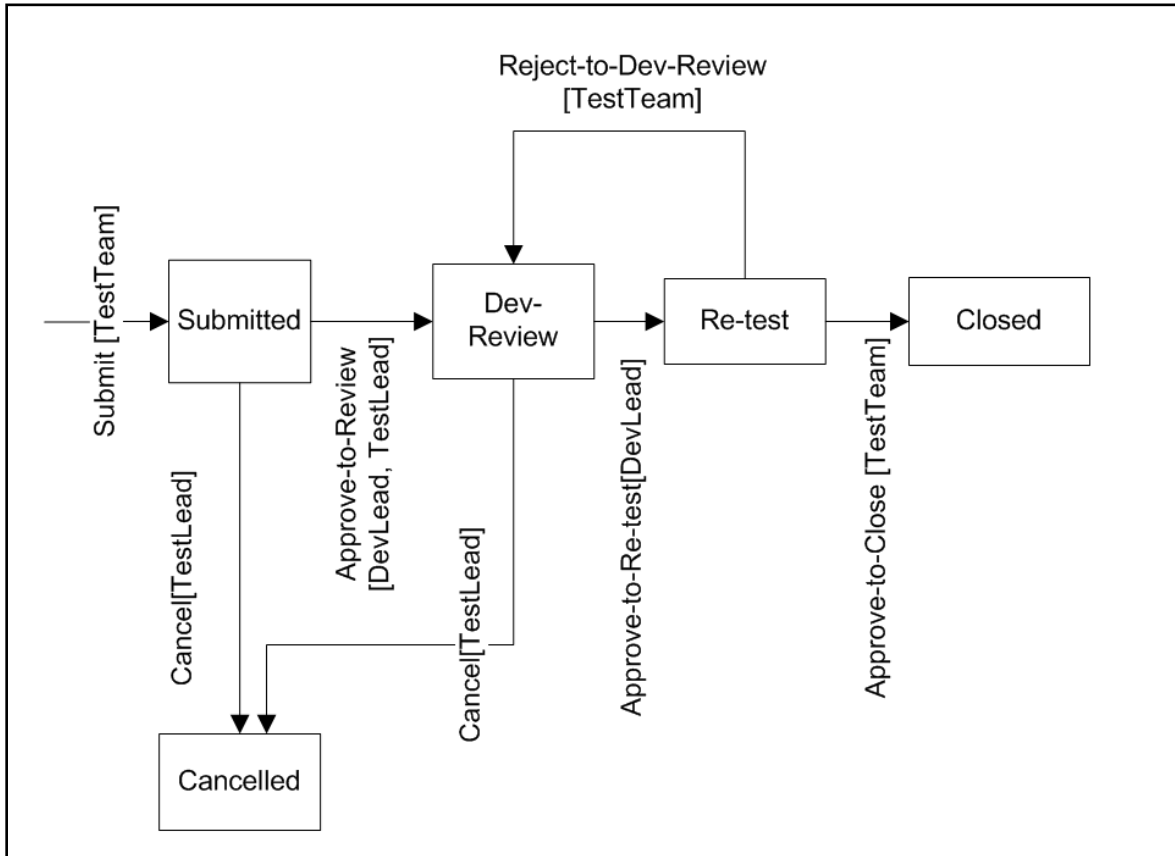 Reject-to-Dev-Review
[TestTeam]
Submit [TestTeam]
Submitted
Dev-
Review
Re-test
Closed
Approve-to-Review
[DevLead, TestLead]
Cancel[TestLead]
Cancel[TestLead]
Approve-to-Re-test[DevLead]
Approve-to-Close [TestTeam]
Cancelled